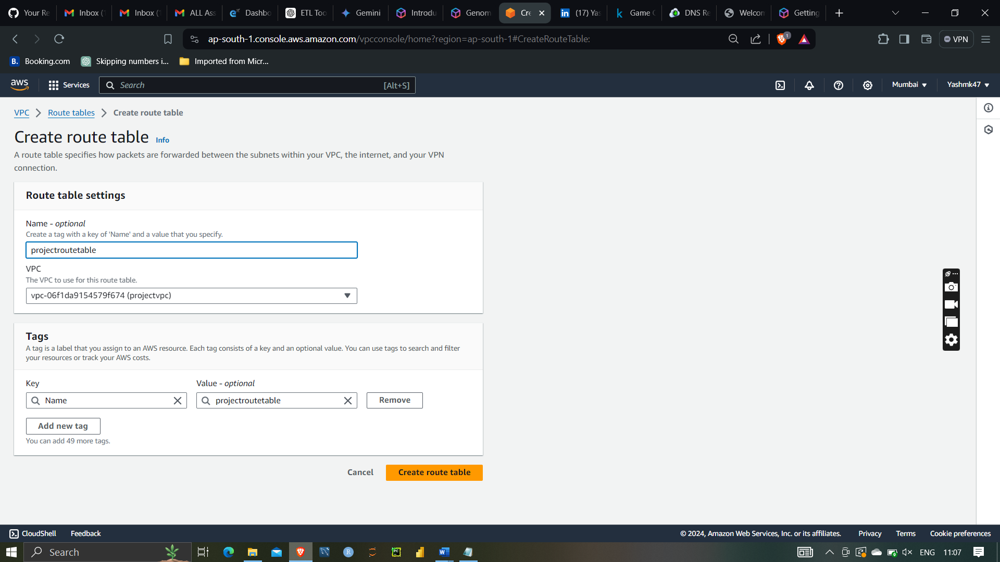 Your Re
Inbox (1
Inbox (1
ALL Ass
Dashbo
ETL Too
Gemini
Introdu
Genom
Cre
(17) Yas
Game C
DNS Re
Welcom
Getting
ap-south-1.console.aws.amazon.com/vpcconsole/home?region=ap-south-1#CreateRouteTable:
1
VPN
B. Booking.com
Skipping numbers i...
Imported from Micr...
aws
Services
Search
[Alt+S]
Mumbai
Yashmk47
VPC
Route tables
Create route table
Create route table Info
A route table specifies how packets are forwarded between the subnets within your VPC, the internet, and your VPN
connection.
Route table settings
Name - optional
Create a tag with a key of 'Name' and a value that you specify.
projectroutetable
VPC
The VPC to use for this route table.
vpc-06f1da9154579f674 (projectvpc)
Tags
A tag is a label that you assign to an AWS resource. Each tag consists of a key and an optional value. You can use tags to search and filter
your resources or track your AWS costs.
Key
Value - optional
Name
projectroutetable
Remove
Add new tag
You can add 49 more tags.
Cancel
Create route table
CloudShell
Feedback
© 2024, Amazon Web Services, Inc. or its affiliates.
Privacy
Terms
Cookie preferences
Search
ENG
11:07